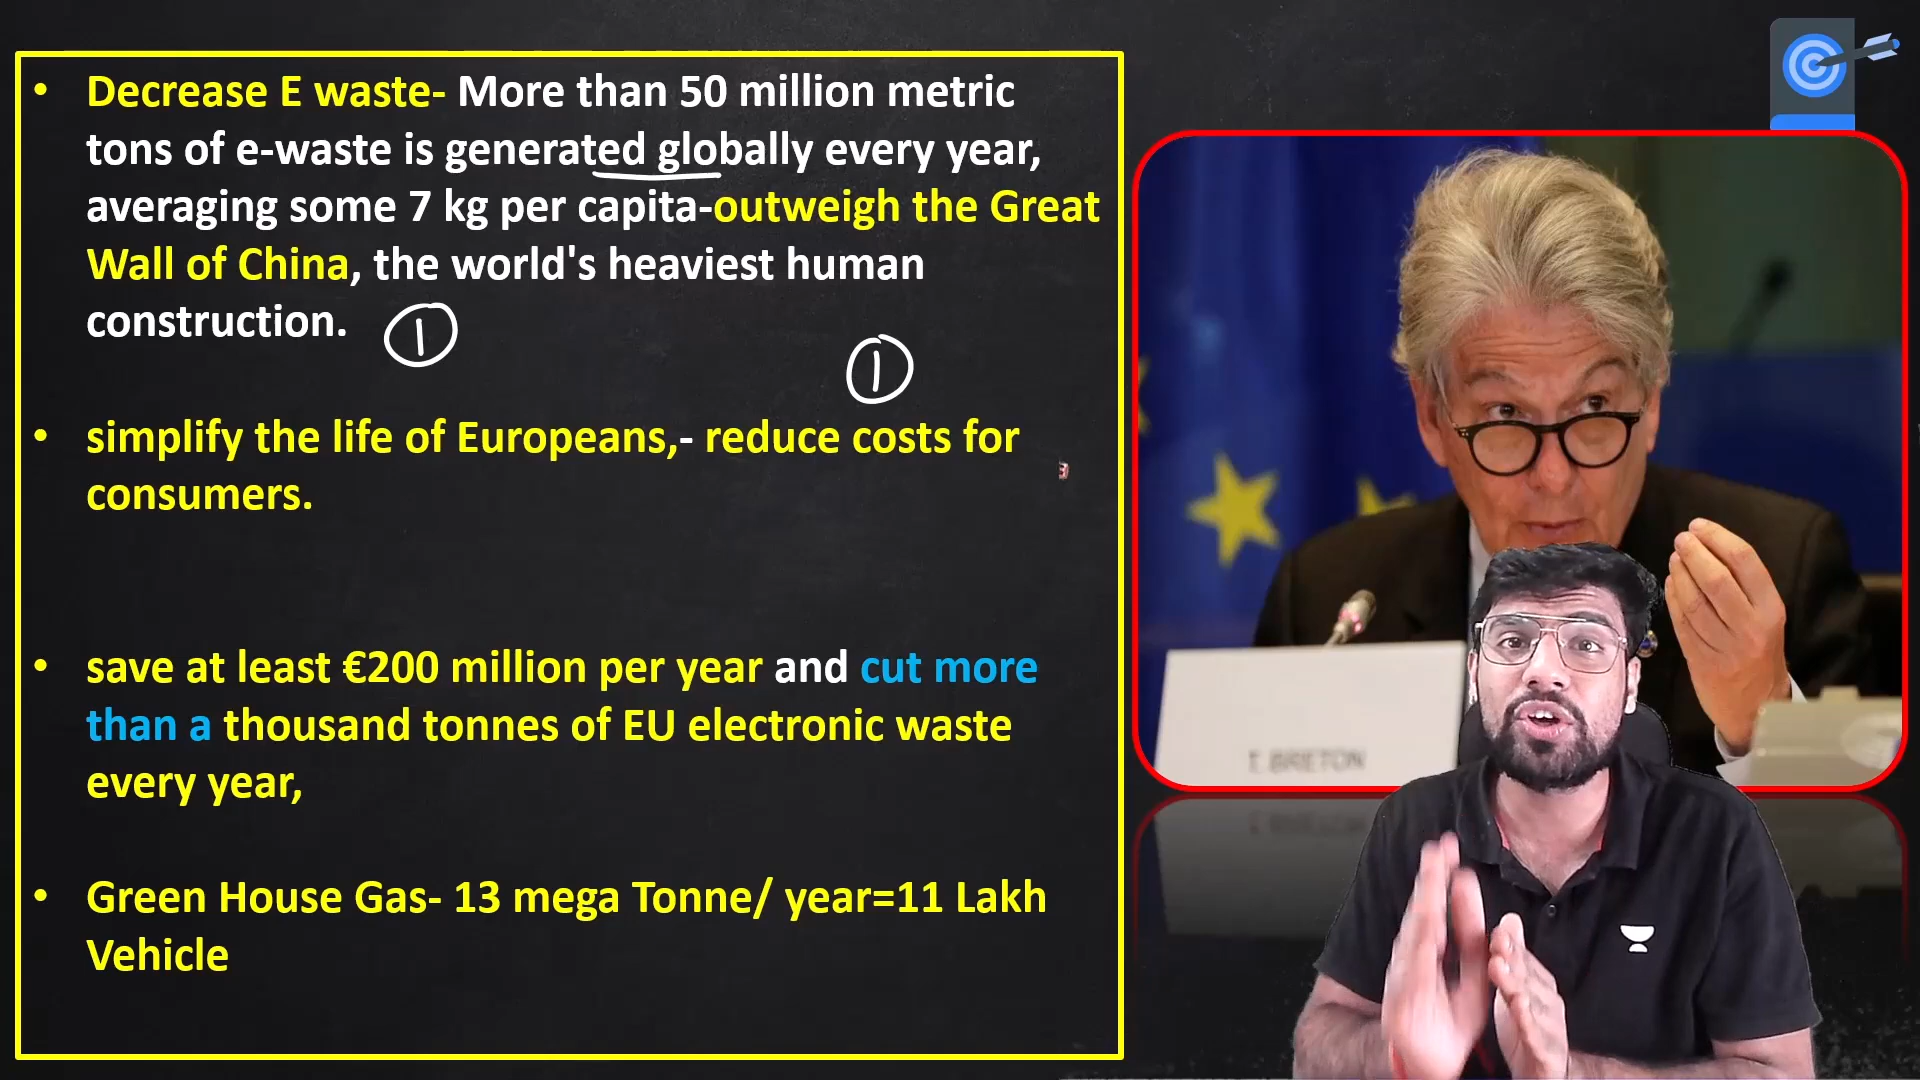 • Decrease E waste- More than 50 million metric
tons of e-waste is generated globally every year,
averaging some 7 kg per capita-outweigh the Great
Wall of China, the world's heaviest human
construction.
1
1
• simplify the life of Europeans,- reduce costs for
consumers.
• save at least €200 million per year and cut more
than a thousand tonnes of EU electronic waste
every year,
• Green House Gas- 13 mega Tonne/ year=11 Lakh
Vehicle
T. BRETON